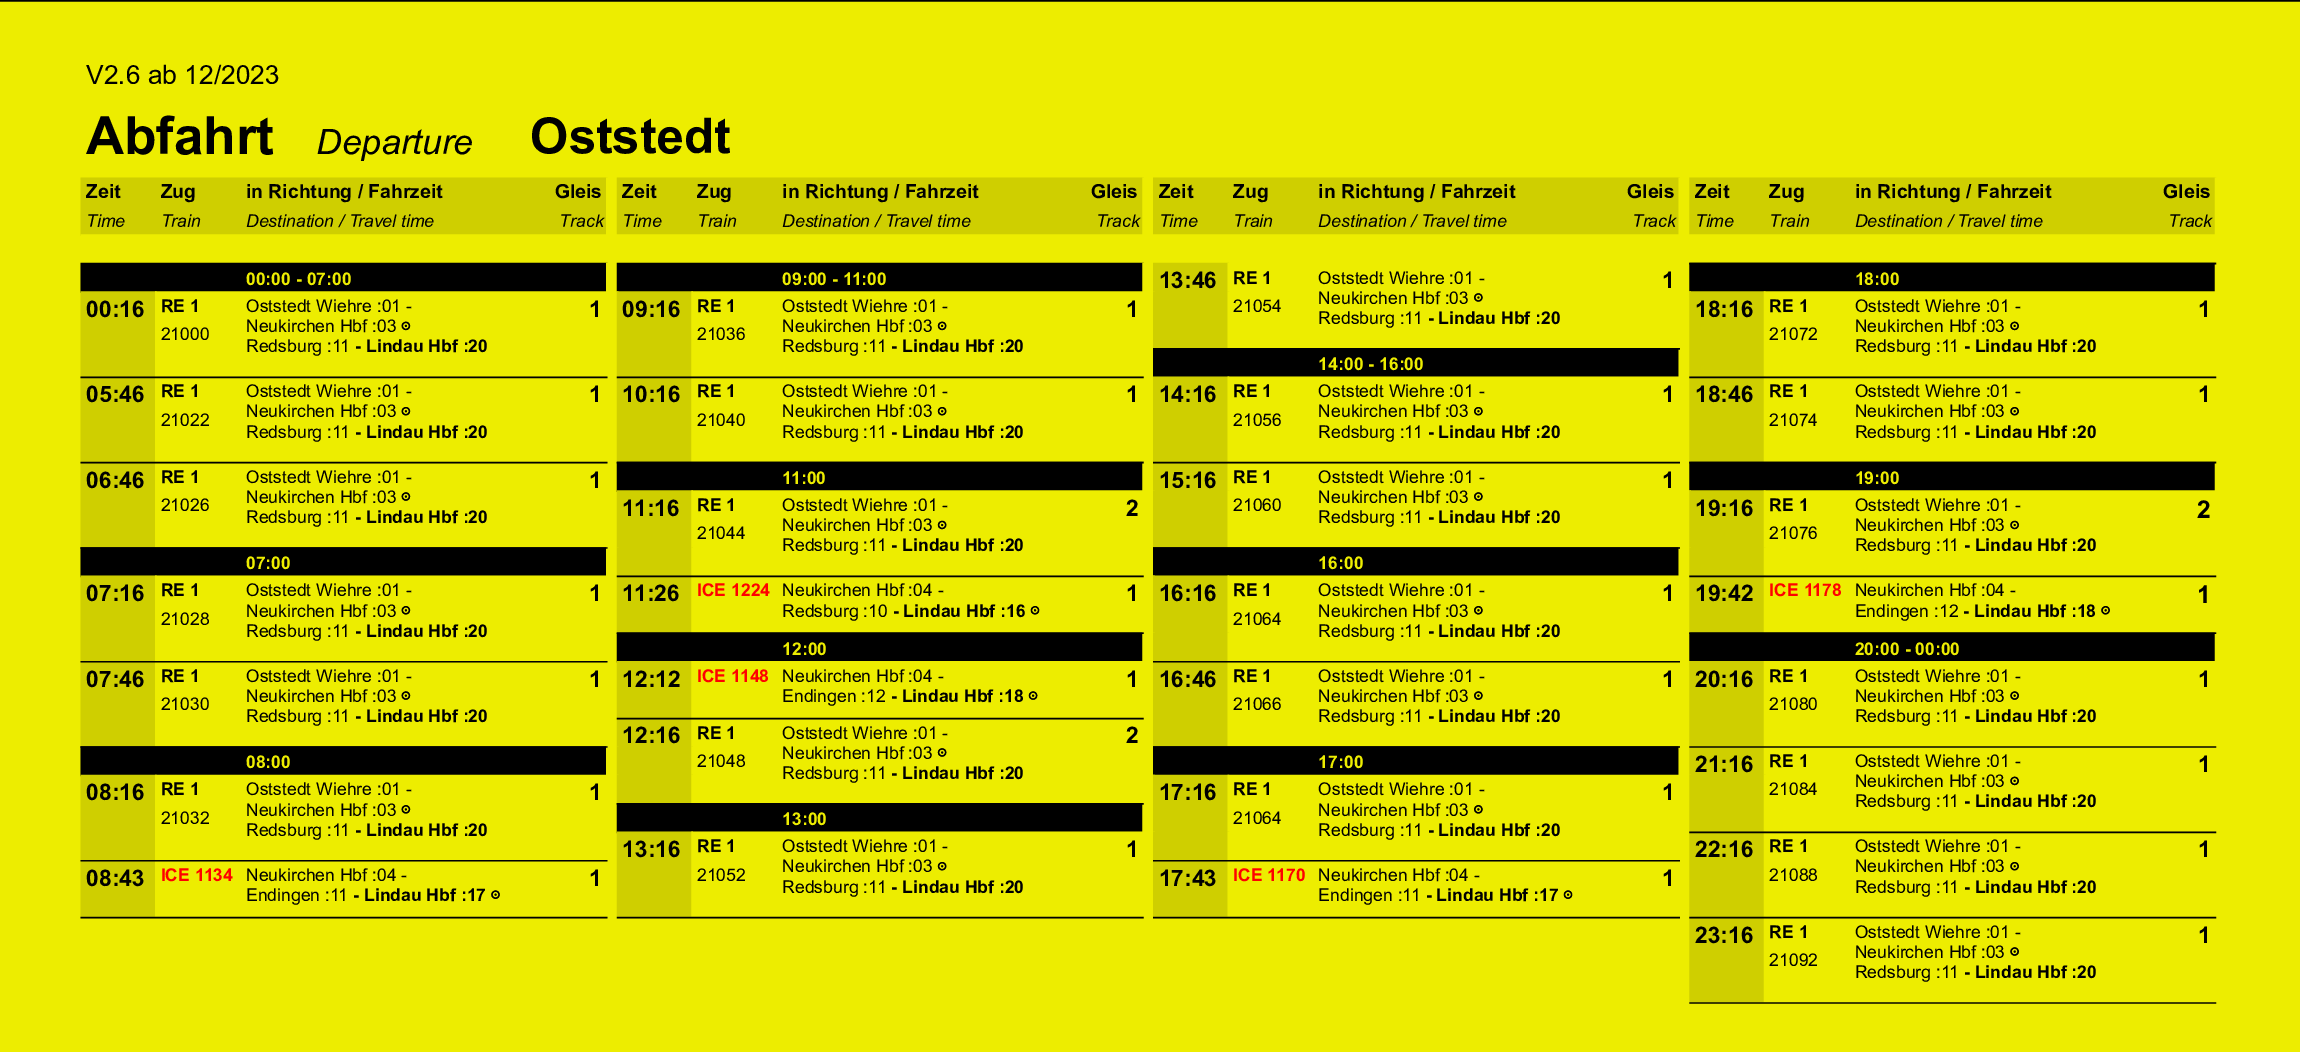 V2.6 ab 12/2023
Abfahrt Departure Oststedt
Zeit Zug in Richtung / Fahrzeit Gleis
Time Train Destination / Travel time Track
00:00 - 07:00
00:16 RE 1 Oststedt Wiehre :01 - 1
21000 Neukirchen Hbf :03 ⊙
Redsburg :11 - Lindau Hbf :20
05:46 RE 1 Oststedt Wiehre :01 - 1
21022 Neukirchen Hbf :03 ⊙
Redsburg :11 - Lindau Hbf :20
06:46 RE 1 Oststedt Wiehre :01 - 1
21026 Neukirchen Hbf :03 ⊙
Redsburg :11 - Lindau Hbf :20
07:00
07:16 RE 1 Oststedt Wiehre :01 - 1
21028 Neukirchen Hbf :03 ⊙
Redsburg :11 - Lindau Hbf :20
07:46 RE 1 Oststedt Wiehre :01 - 1
21030 Neukirchen Hbf :03 ⊙
Redsburg :11 - Lindau Hbf :20
08:00
08:16 RE 1 Oststedt Wiehre :01 - 1
21032 Neukirchen Hbf :03 ⊙
Redsburg :11 - Lindau Hbf :20
08:43 ICE 1134 Neukirchen Hbf :04 - 1
Endingen :11 - Lindau Hbf :17 ⊙
Zeit Zug in Richtung / Fahrzeit Gleis
Time Train Destination / Travel time Track
09:00 - 11:00
09:16 RE 1 Oststedt Wiehre :01 - 1
21036 Neukirchen Hbf :03 ⊙
Redsburg :11 - Lindau Hbf :20
10:16 RE 1 Oststedt Wiehre :01 - 1
21040 Neukirchen Hbf :03 ⊙
Redsburg :11 - Lindau Hbf :20
11:00
11:16 RE 1 Oststedt Wiehre :01 - 2
21044 Neukirchen Hbf :03 ⊙
Redsburg :11 - Lindau Hbf :20
11:26 ICE 1224 Neukirchen Hbf :04 - 1
Redsburg :10 - Lindau Hbf :16 ⊙
12:00
12:12 ICE 1148 Neukirchen Hbf :04 - 1
Endingen :12 - Lindau Hbf :18 ⊙
12:16 RE 1 Oststedt Wiehre :01 - 2
21048 Neukirchen Hbf :03 ⊙
Redsburg :11 - Lindau Hbf :20
13:00
13:16 RE 1 Oststedt Wiehre :01 - 1
21052 Neukirchen Hbf :03 ⊙
Redsburg :11 - Lindau Hbf :20
Zeit Zug in Richtung / Fahrzeit Gleis
Time Train Destination / Travel time Track
13:46 RE 1 Oststedt Wiehre :01 - 1
21054 Neukirchen Hbf :03 ⊙
Redsburg :11 - Lindau Hbf :20
14:00 - 16:00
14:16 RE 1 Oststedt Wiehre :01 - 1
21056 Neukirchen Hbf :03 ⊙
Redsburg :11 - Lindau Hbf :20
15:16 RE 1 Oststedt Wiehre :01 - 1
21060 Neukirchen Hbf :03 ⊙
Redsburg :11 - Lindau Hbf :20
16:00
16:16 RE 1 Oststedt Wiehre :01 - 1
21064 Neukirchen Hbf :03 ⊙
Redsburg :11 - Lindau Hbf :20
16:46 RE 1 Oststedt Wiehre :01 - 1
21066 Neukirchen Hbf :03 ⊙
Redsburg :11 - Lindau Hbf :20
17:00
17:16 RE 1 Oststedt Wiehre :01 - 1
21064 Neukirchen Hbf :03 ⊙
Redsburg :11 - Lindau Hbf :20
17:43 ICE 1170 Neukirchen Hbf :04 - 1
Endingen :11 - Lindau Hbf :17 ⊙
Zeit Zug in Richtung / Fahrzeit Gleis
Time Train Destination / Travel time Track
18:00
18:16 RE 1 Oststedt Wiehre :01 - 1
21072 Neukirchen Hbf :03 ⊙
Redsburg :11 - Lindau Hbf :20
18:46 RE 1 Oststedt Wiehre :01 - 1
21074 Neukirchen Hbf :03 ⊙
Redsburg :11 - Lindau Hbf :20
19:00
19:16 RE 1 Oststedt Wiehre :01 - 2
21076 Neukirchen Hbf :03 ⊙
Redsburg :11 - Lindau Hbf :20
19:42 ICE 1178 Neukirchen Hbf :04 - 1
Endingen :12 - Lindau Hbf :18 ⊙
20:00 - 00:00
20:16 RE 1 Oststedt Wiehre :01 - 1
21080 Neukirchen Hbf :03 ⊙
Redsburg :11 - Lindau Hbf :20
21:16 RE 1 Oststedt Wiehre :01 - 1
21084 Neukirchen Hbf :03 ⊙
Redsburg :11 - Lindau Hbf :20
22:16 RE 1 Oststedt Wiehre :01 - 1
21088 Neukirchen Hbf :03 ⊙
Redsburg :11 - Lindau Hbf :20
23:16 RE 1 Oststedt Wiehre :01 - 1
21092 Neukirchen Hbf :03 ⊙
Redsburg :11 - Lindau Hbf :20